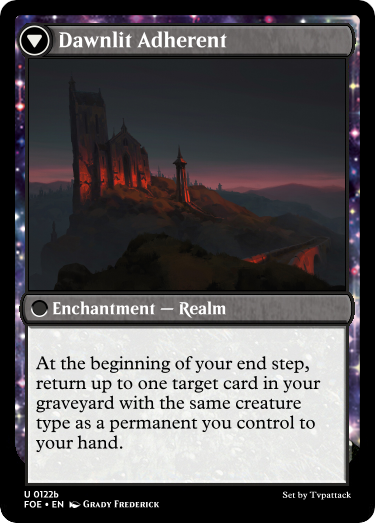 Dawnlit Adherent
Enchantment — Realm
At the beginning of your end step,
return up to one target card in your
graveyard with the same creature
type as a permanent you control to
your hand.
U 0122b
FOE • EN Grady Frederick
Set by Tvpattack